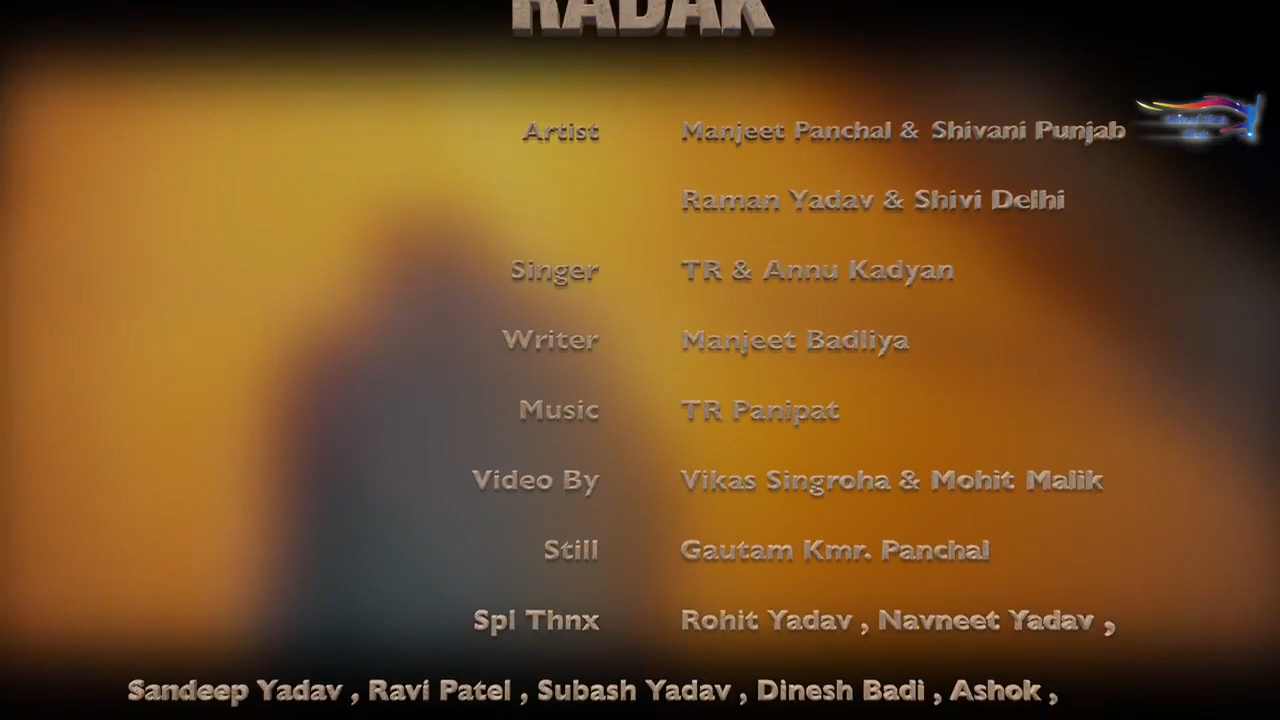 RADAK
Artist Manjeet Panchal & Shivani Punjab
Raman Yadav & Shivi Delhi
Singer TR & Annu Kadyan
Writer Manjeet Badliya
Music TR Panipat
Video By Vikas Singroha & Mohit Malik
Still Gautam Kmr. Panchal
Spl Thnx Rohit Yadav , Navneet Yadav ,
Sandeep Yadav , Ravi Patel , Subash Yadav , Dinesh Badi , Ashok ,